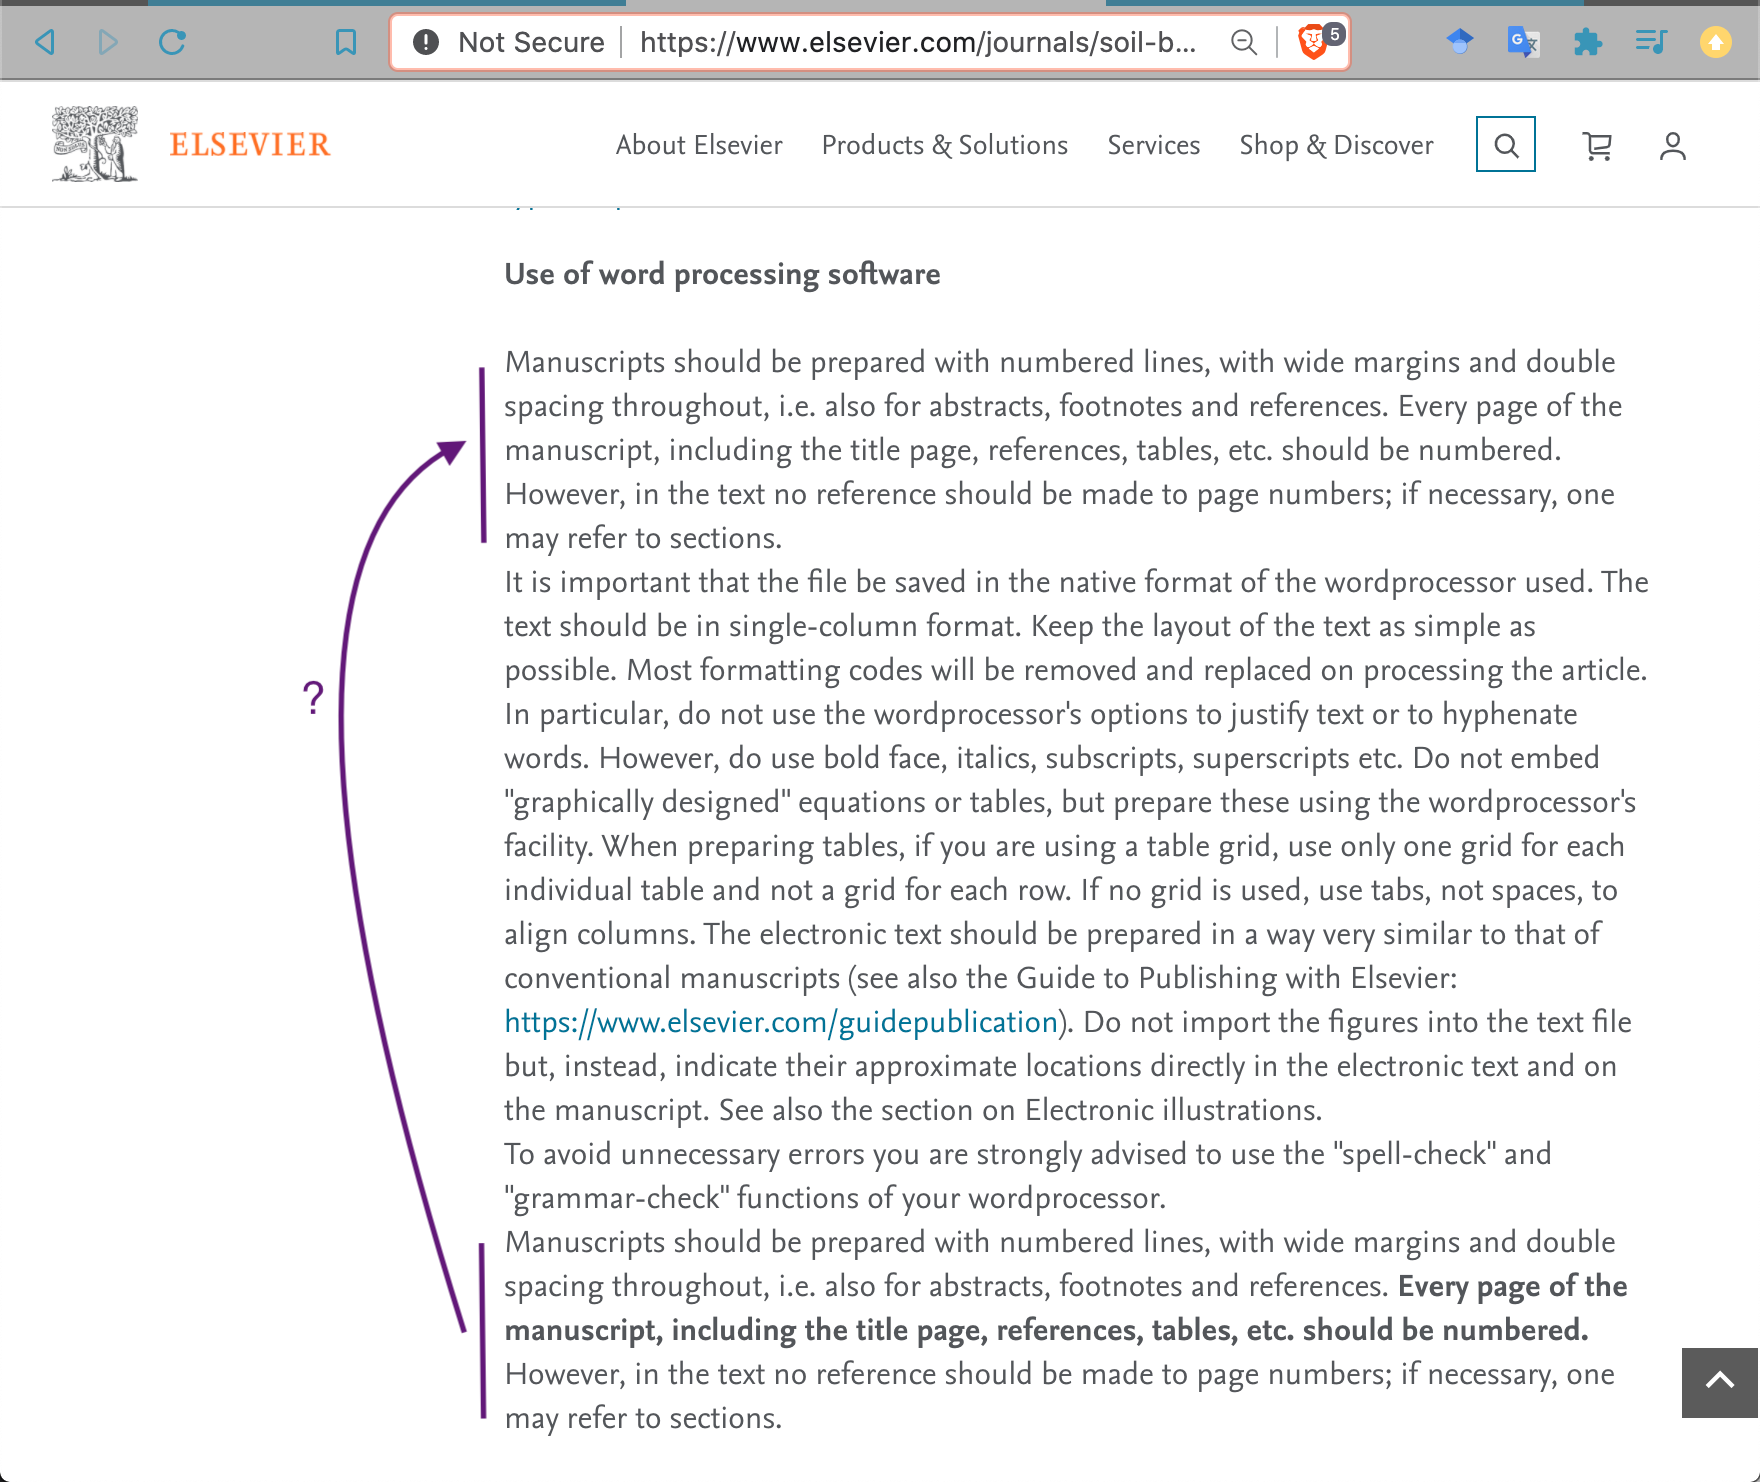 Not Secure
https://www.elsevier.com/journals/soil-b...
5
G
ELSEVIER
About Elsevier
Products & Solutions
Services
Shop & Discover
Use of word processing software
Manuscripts should be prepared with numbered lines, with wide margins and double
spacing throughout, i.e. also for abstracts, footnotes and references. Every page of the
manuscript, including the title page, references, tables, etc. should be numbered.
However, in the text no reference should be made to page numbers; if necessary, one
may refer to sections.
It is important that the file be saved in the native format of the wordprocessor used. The
text should be in single-column format. Keep the layout of the text as simple as
possible. Most formatting codes will be removed and replaced on processing the article.
?
In particular, do not use the wordprocessor's options to justify text or to hyphenate
words. However, do use bold face, italics, subscripts, superscripts etc. Do not embed
"graphically designed" equations or tables, but prepare these using the wordprocessor's
facility. When preparing tables, if you are using a table grid, use only one grid for each
individual table and not a grid for each row. If no grid is used, use tabs, not spaces, to
align columns. The electronic text should be prepared in a way very similar to that of
conventional manuscripts (see also the Guide to Publishing with Elsevier:
https://www.elsevier.com/guidepublication). Do not import the figures into the text file
but, instead, indicate their approximate locations directly in the electronic text and on
the manuscript. See also the section on Electronic illustrations.
To avoid unnecessary errors you are strongly advised to use the "spell-check" and
"grammar-check" functions of your wordprocessor.
Manuscripts should be prepared with numbered lines, with wide margins and double
spacing throughout, i.e. also for abstracts, footnotes and references. Every page of the
manuscript, including the title page, references, tables, etc. should be numbered.
However, in the text no reference should be made to page numbers; if necessary, one
may refer to sections.